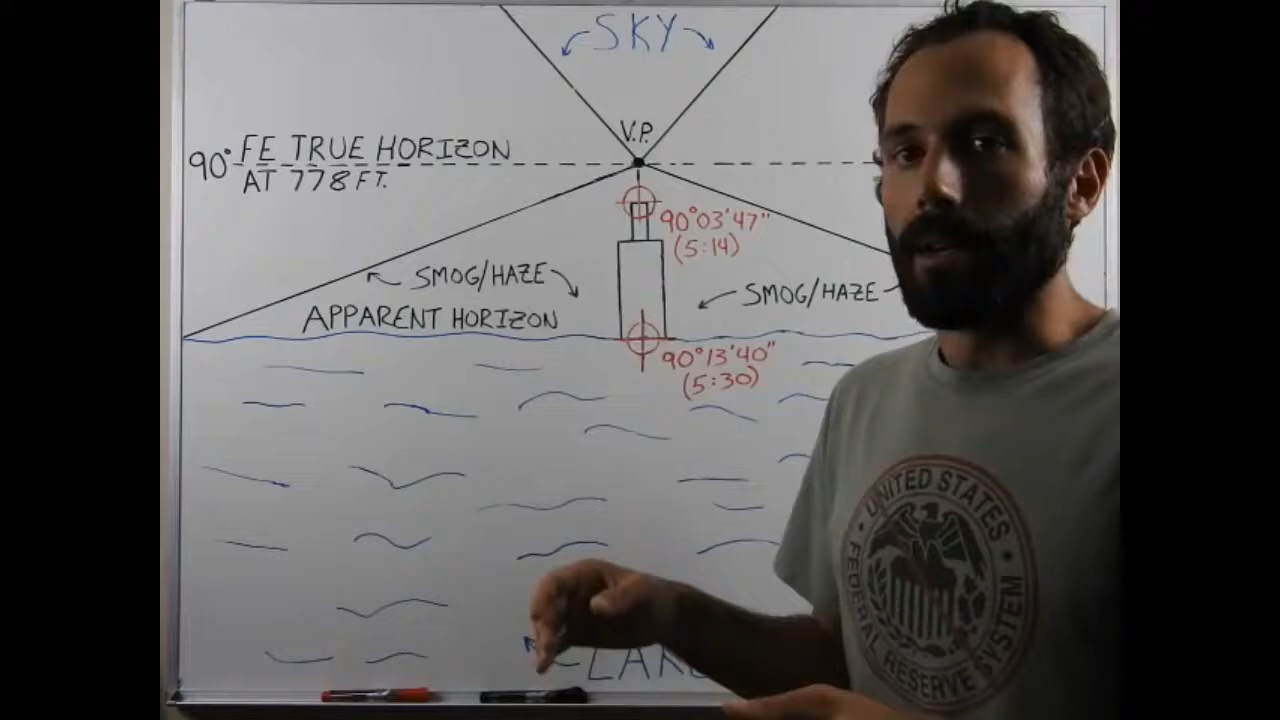 SKY
V.P.
90° FE TRUE HORIZON
AT 778 FT.
90°03'47"
(5:14)
SMOG/HAZE
SMOG/HAZE
APPARENT HORIZON
90°13'40"
(5:30)
UNITED STATES
FEDERAL RESERVE SYSTEM